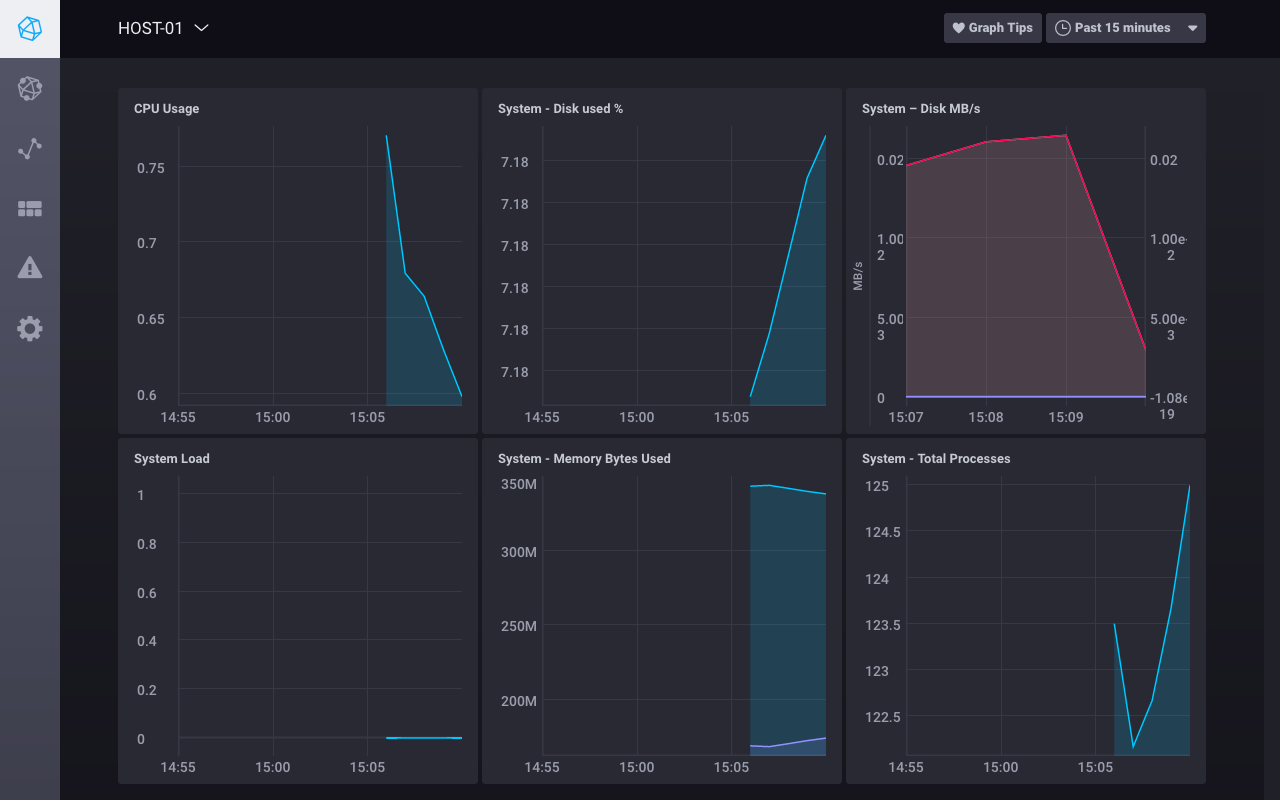 HOST-01
Graph Tips
Past 15 minutes
CPU Usage
0.75
0.7
0.65
0.6
14:55 15:00 15:05
System - Disk used %
7.18
7.18
7.18
7.18
7.18
7.18
14:55 15:00 15:05
System – Disk MB/s
MB/s
0.02
1.00
2
5.00
3
0
0.02
1.00e-
2
5.00e-
3
-1.08e
19
15:07 15:08 15:09
System Load
1
0.8
0.6
0.4
0.2
0
14:55 15:00 15:05
System - Memory Bytes Used
350M
300M
250M
200M
14:55 15:00 15:05
System - Total Processes
125
124.5
124
123.5
123
122.5
14:55 15:00 15:05